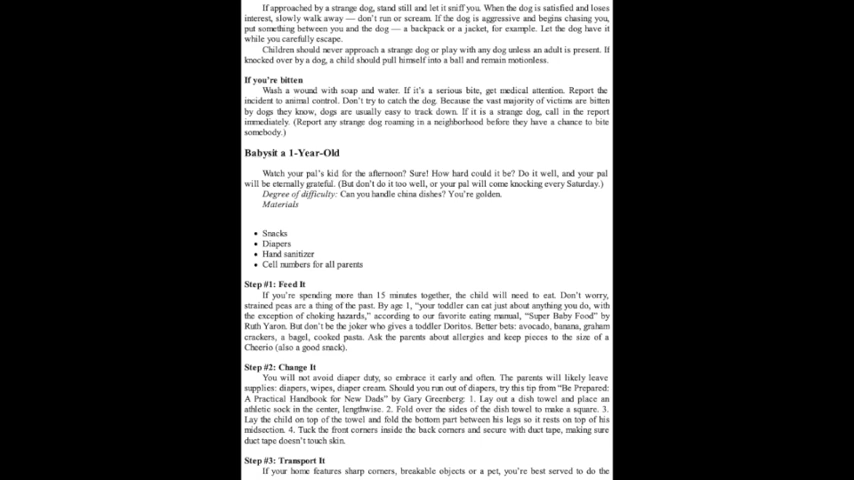 If approached by a strange dog, stand still and let it sniff you. When the dog is satisfied and loses
interest, slowly walk away — don’t run or scream. If the dog is aggressive and begins chasing you,
put something between you and the dog — a backpack or a jacket, for example. Let the dog have it
while you carefully escape.
Children should never approach a strange dog or play with any dog unless an adult is present. If
knocked over by a dog, a child should pull himself into a ball and remain motionless.
If you’re bitten
Wash a wound with soap and water. If it’s a serious bite, get medical attention. Report the
incident to animal control. Don’t try to catch the dog. Because the vast majority of victims are bitten
by dogs they know, dogs are usually easy to track down. If it is a strange dog, call in the report
immediately. (Report any strange dog roaming in a neighborhood before they have a chance to bite
somebody.)
Babysit a 1-Year-Old
Watch your pal’s kid for the afternoon? Sure! How hard could it be? Do it well, and your pal
will be eternally grateful. (But don’t do it too well, or your pal will come knocking every Saturday.)
Degree of difficulty: Can you handle china dishes? You’re golden.
Materials
• Snacks
• Diapers
• Hand sanitizer
• Cell numbers for all parents
Step #1: Feed It
If you’re spending more than 15 minutes together, the child will need to eat. Don’t worry,
strained peas are a thing of the past. By age 1, “your toddler can eat just about anything you do, with
the exception of choking hazards,” according to our favorite eating manual, “Super Baby Food” by
Ruth Yaron. But don’t be the joker who gives a toddler Doritos. Better bets: avocado, banana, graham
crackers, a bagel, cooked pasta. Ask the parents about allergies and keep pieces to the size of a
Cheerio (also a good snack).
Step #2: Change It
You will not avoid diaper duty, so embrace it early and often. The parents will likely leave
supplies: diapers, wipes, diaper cream. Should you run out of diapers, try this tip from “Be Prepared:
A Practical Handbook for New Dads” by Gary Greenberg: 1. Lay out a dish towel and place an
athletic sock in the center, lengthwise. 2. Fold over the sides of the dish towel to make a square. 3.
Lay the child on top of the towel and fold the bottom part between his legs so it rests on top of his
midsection. 4. Tuck the front corners inside the back corners and secure with duct tape, making sure
duct tape doesn’t touch skin.
Step #3: Transport It
If your home features sharp corners, breakable objects or a pet, you’re best served to do the